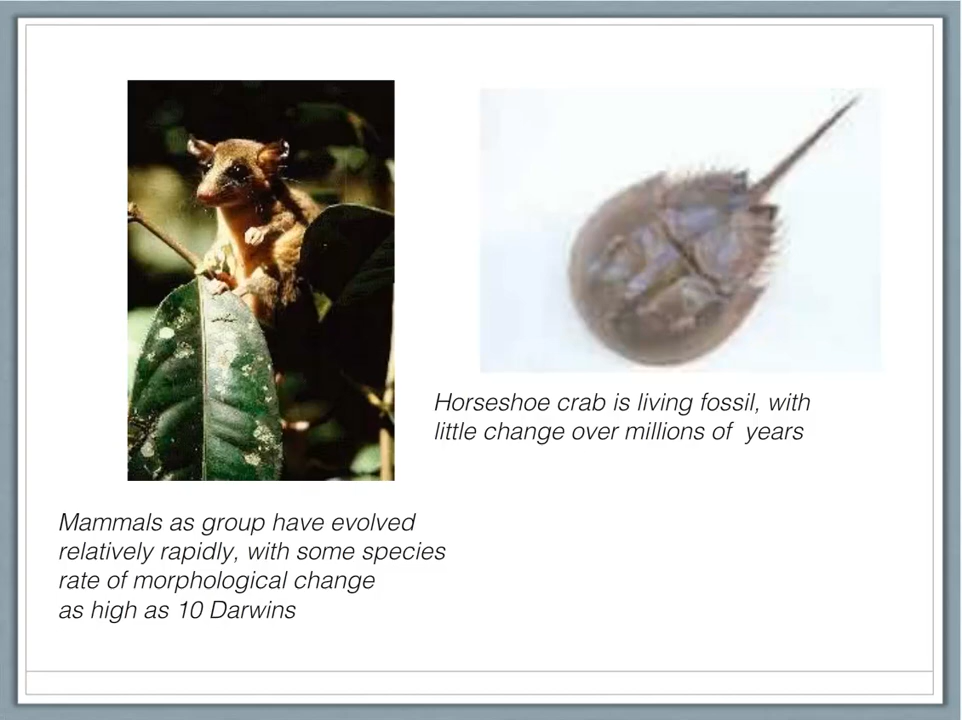 Horseshoe crab is living fossil, with
little change over millions of  years
Mammals as group have evolved
relatively rapidly, with some species
rate of morphological change
as high as 10 Darwins